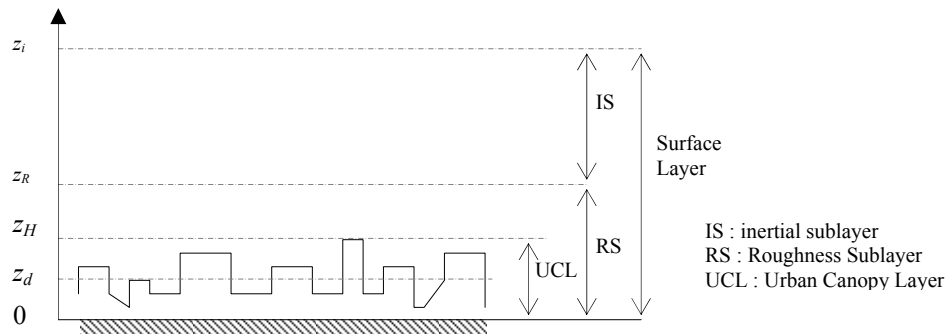 z_i
IS
Surface
Layer
z_R
z_H
IS : inertial sublayer
RS : Roughness Sublayer
UCL : Urban Canopy Layer
RS
UCL
z_d
0